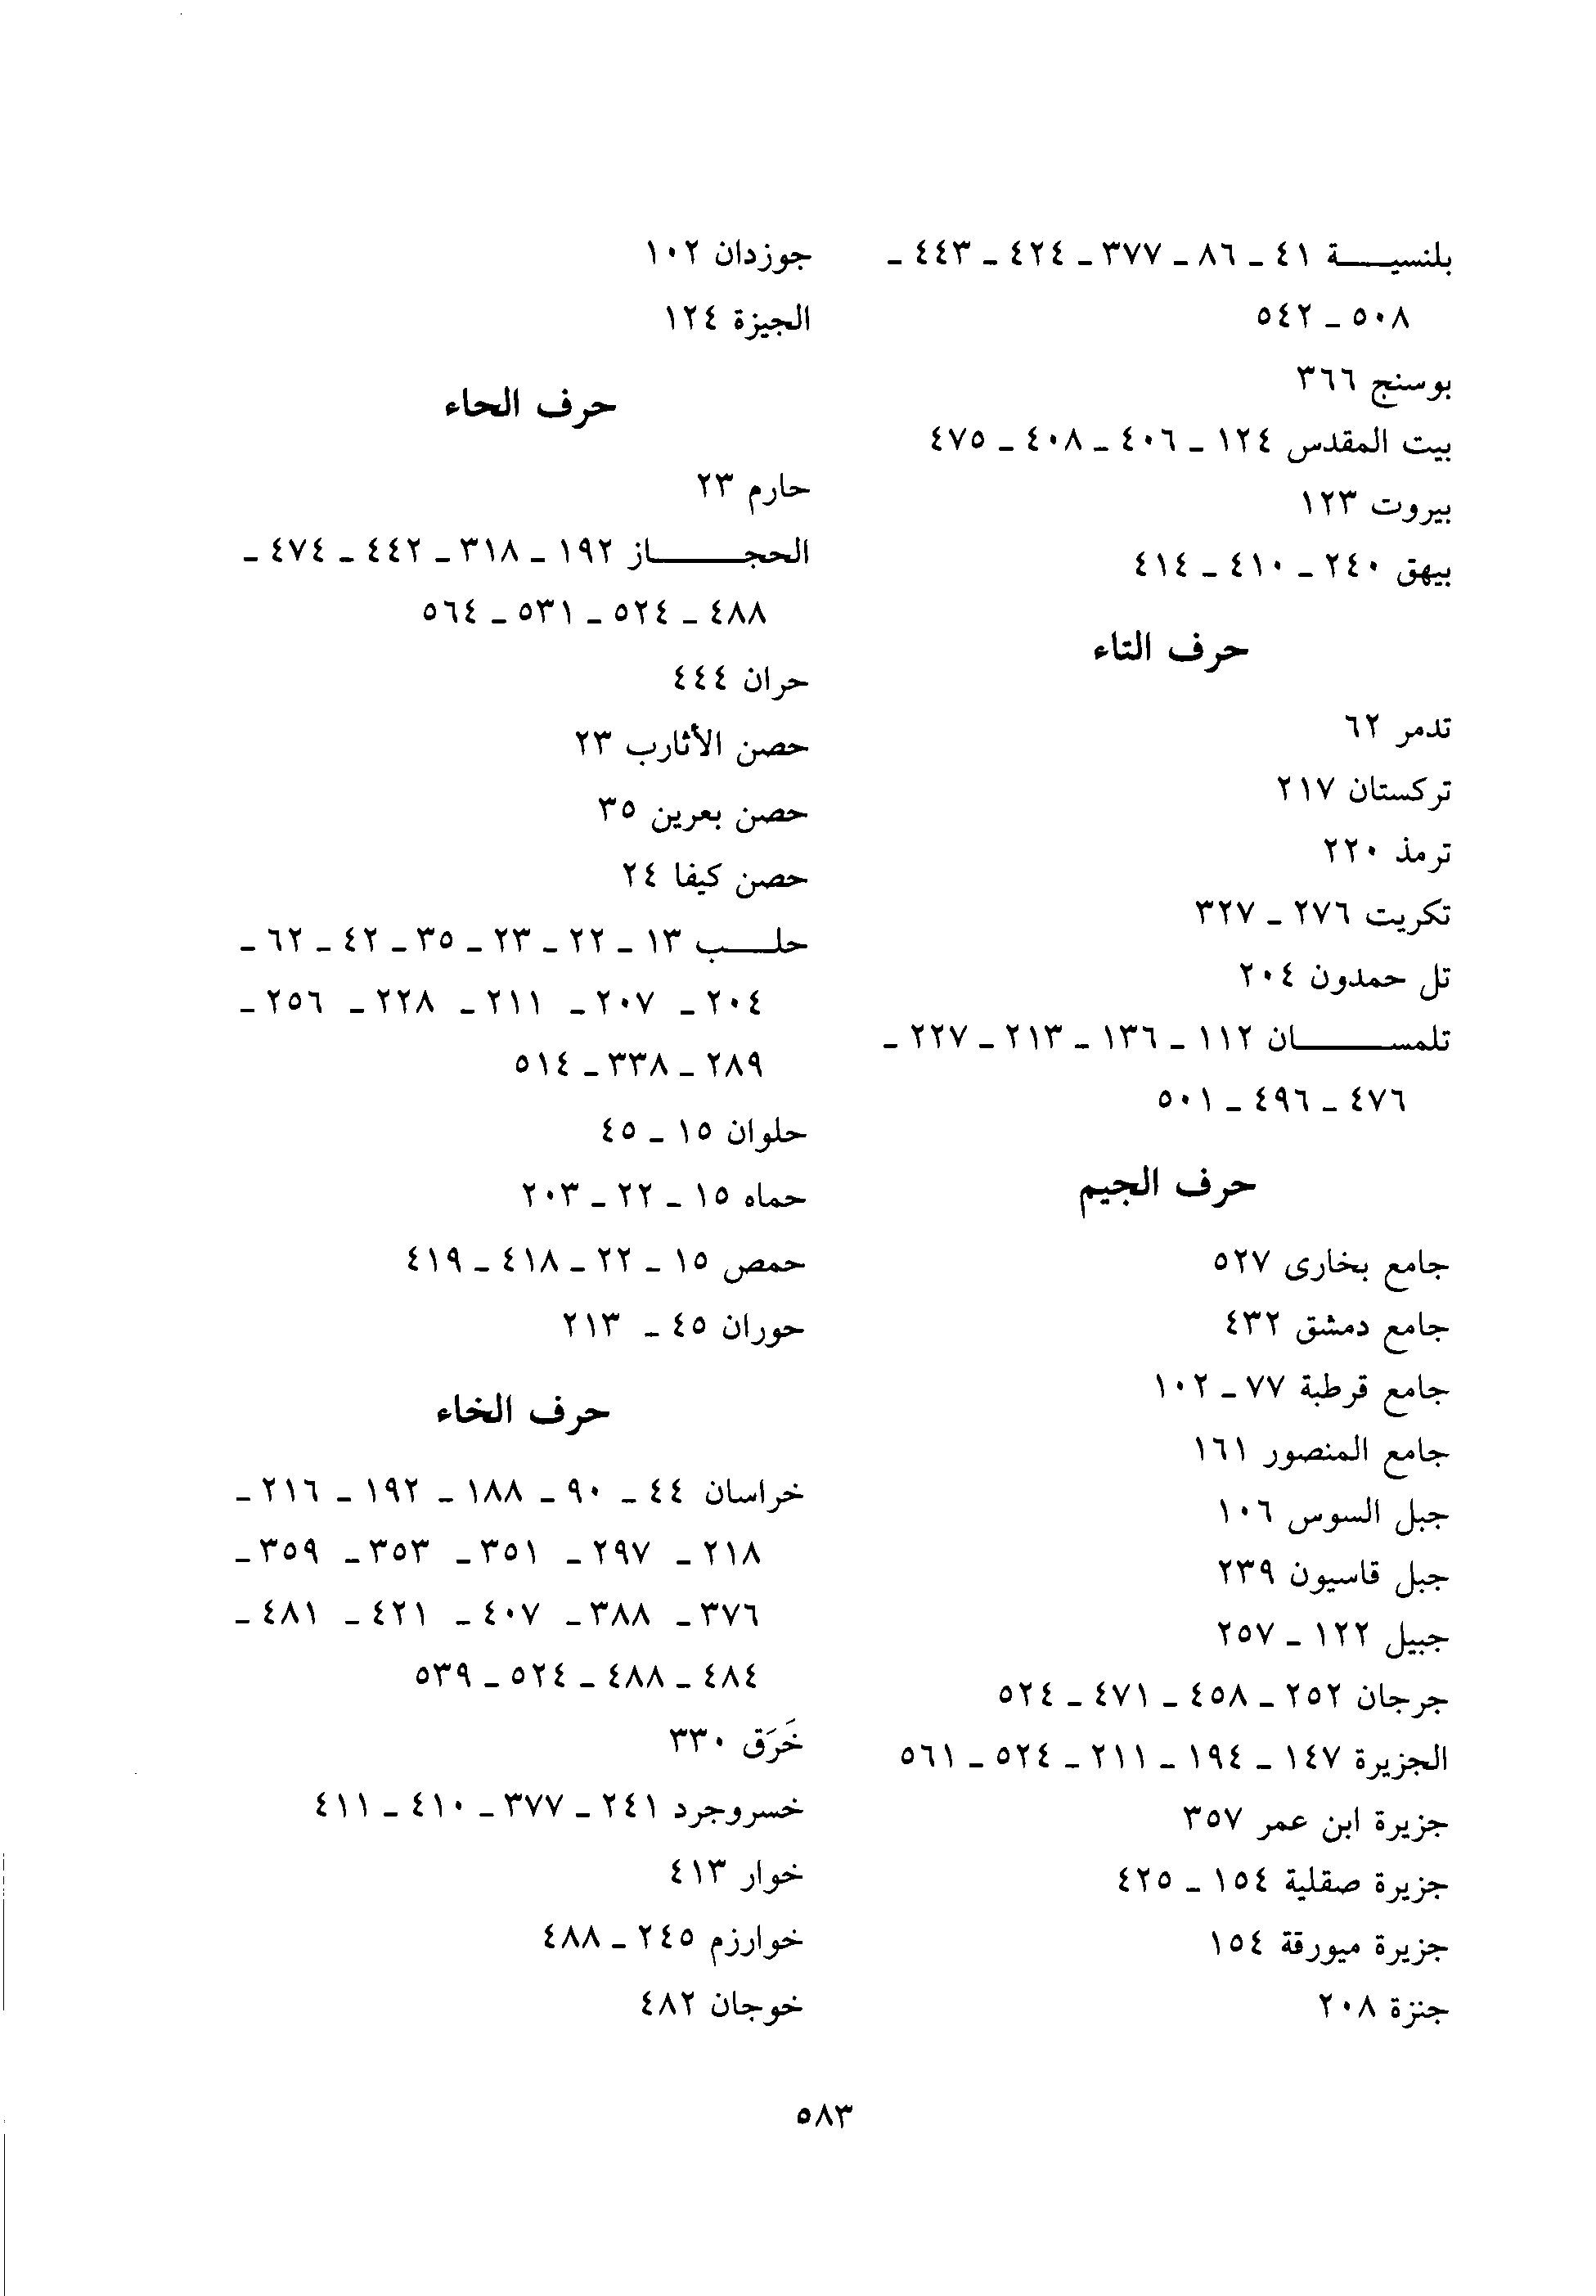 بلنسيـــة ٤١ ـ ٨٦ ـ ٣٧٧ ـ ٤٢٤ ـ ٤٤٣ ـ
٥٠٨ ـ ٥٤٢
بوسنج ٣٦٦
بيت المقدس ١٢٤ ـ ٤٠٦ ـ ٤٠٨ ـ ٤٧٥
بيروت ١٢٣
بيهق ٢٤٠ ـ ٤١٠ ـ ٤١٤
حرف التاء
تدمر ٦٢
تركستان ٢١٧
ترمذ ٢٢٠
تكريت ٢٧٦ ـ ٣٢٧
تل حمدون ٢٠٤
تلمســـــان ١١٢ ـ ١٣٦ ـ ٢١٣ ـ ٢٢٧ ـ
٤٧٦ ـ ٤٩٦ ـ ٥٠١
حرف الجيم
جامع بخارى ٥٢٧
جامع دمشق ٤٣٢
جامع قرطبة ٧٧ ـ ١٠٢
جامع المنصور ١٦١
جبل السوس ١٠٦
جبل قاسيون ٢٣٩
جبيل ١٢٢ ـ ٢٥٧
جرجان ٢٥٢ ـ ٤٥٨ ـ ٤٧١ ـ ٥٢٤
الجزيرة ١٤٧ ـ ١٩٤ ـ ٢١١ ـ ٥٢٤ ـ ٥٦١
جزيرة ابن عمر ٣٥٧
جزيرة صقلية ١٥٤ ـ ٤٢٥
جزيرة ميورقة ١٥٤
جنزة ٢٠٨
جوزدان ١٠٢
الجيزة ١٢٤
حرف الحاء
حارم ٢٣
الحجـــــاز ١٩٢ ـ ٣١٨ ـ ٤٤٢ ـ ٤٧٤ ـ
٤٨٨ ـ ٥٢٤ ـ ٥٣١ ـ ٥٦٤
حران ٤٤٤
حصن الأثارب ٢٣
حصن بعرين ٣٥
حصن كيفا ٢٤
حلـــب ١٣ ـ ٢٢ ـ ٢٣ ـ ٣٥ ـ ٤٢ ـ ٦٢ ـ
٢٠٤ ـ ٢٠٧ ـ ٢١١ ـ ٢٢٨ ـ ٢٥٦ ـ
٢٨٩ ـ ٣٣٨ ـ ٥١٤
حلوان ١٥ ـ ٤٥
حماه ١٥ ـ ٢٢ ـ ٢٠٣
حمص ١٥ ـ ٢٢ ـ ٤١٨ ـ ٤١٩
حوران ٤٥ ـ ٢١٣
حرف الخاء
خراسان ٤٤ ـ ٩٠ ـ ١٨٨ ـ ١٩٢ ـ ٢١٦ ـ
٢١٨ ـ ٢٩٧ ـ ٣٥١ ـ ٣٥٣ ـ ٣٥٩ ـ
٣٧٦ ـ ٣٨٨ ـ ٤٠٧ ـ ٤٢١ ـ ٤٨١ ـ
٤٨٤ ـ ٤٨٨ ـ ٥٢٤ ـ ٥٣٩
خَرَق ٣٣٠
خسروجرد ٢٤١ ـ ٣٧٧ ـ ٤١٠ ـ ٤١١
خوار ٤١٣
خوارزم ٢٤٥ ـ ٤٨٨
خوجان ٤٨٢
٥٨٣